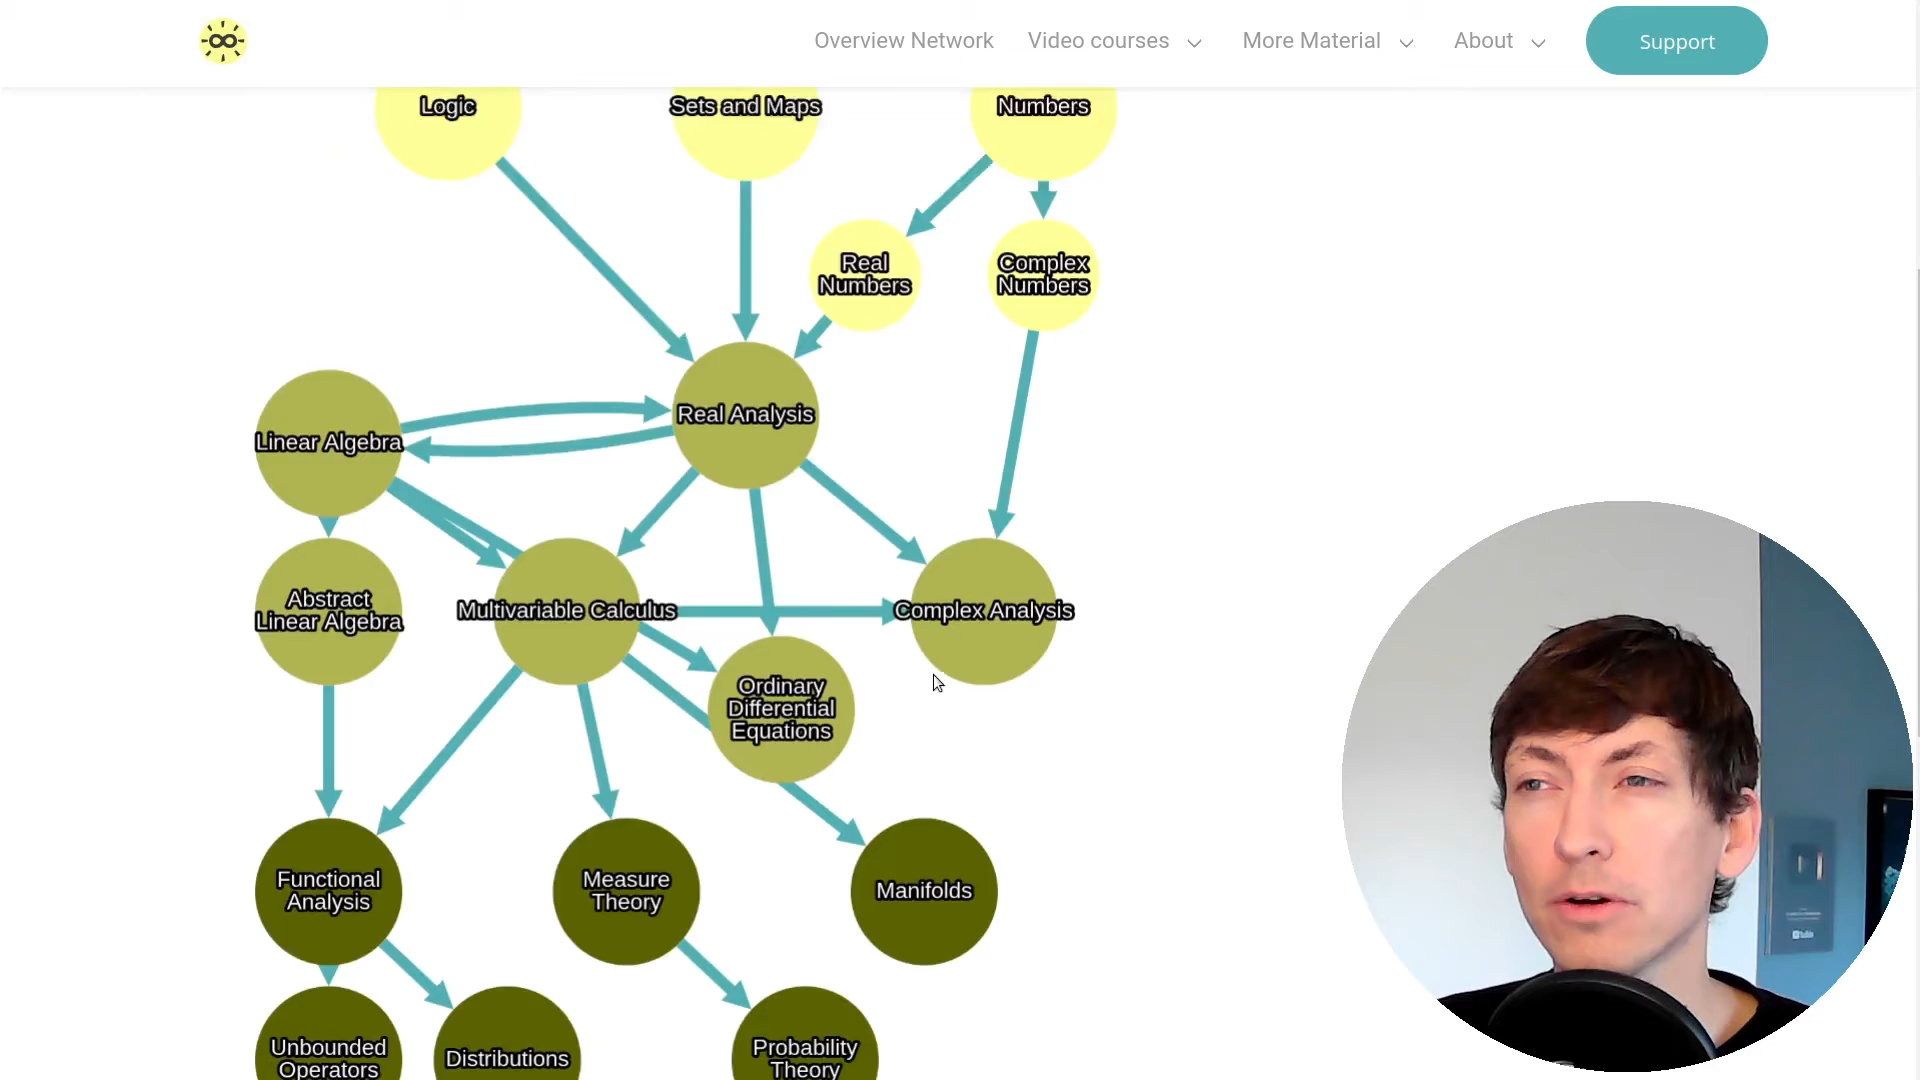 Overview Network
Video courses
More Material
About
Support
Logic
Sets and Maps
Numbers
Real
Numbers
Complex
Numbers
Real Analysis
Linear Algebra
Abstract
Linear Algebra
Multivariable Calculus
Complex Analysis
Ordinary
Differential
Equations
Functional
Analysis
Measure
Theory
Manifolds
Unbounded
Operators
Distributions
Probability
Theory